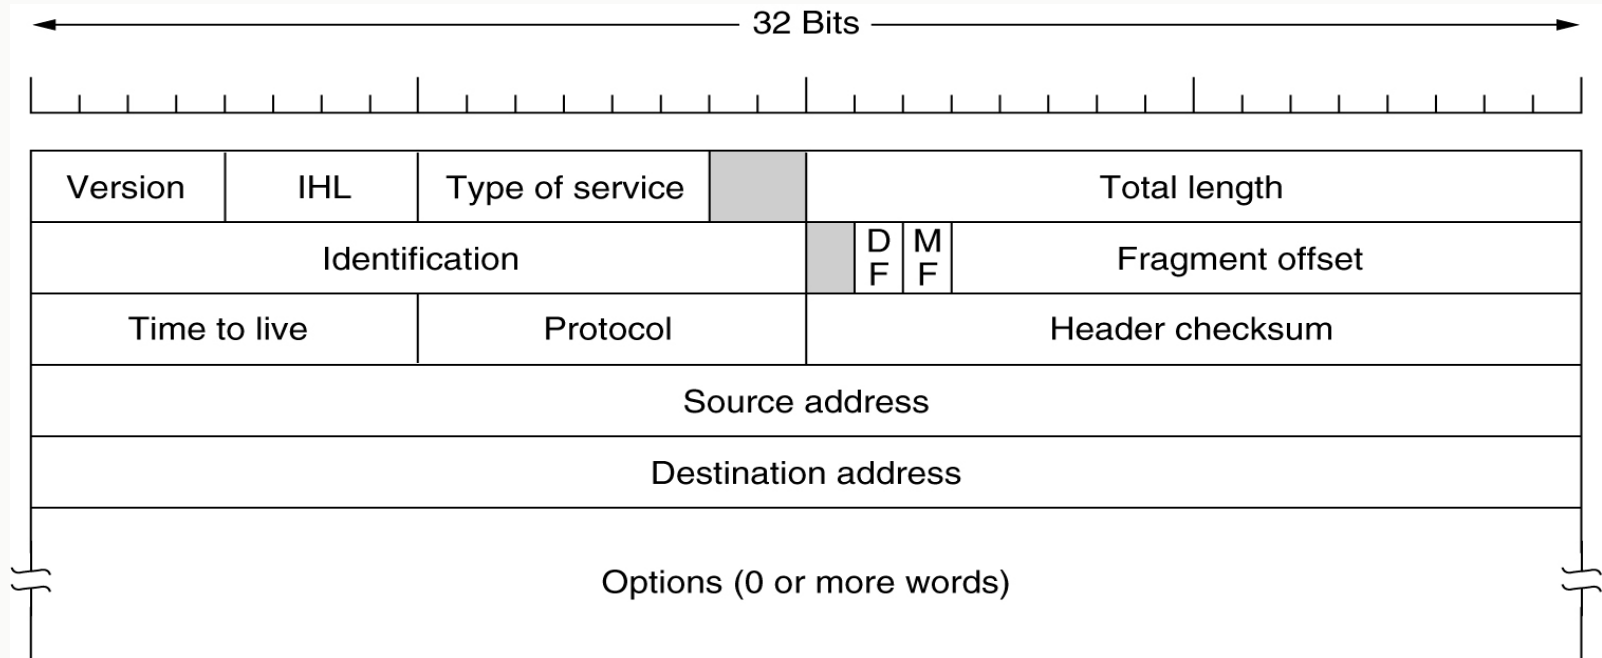 32 Bits
Version IHL Type of service Total length
Identification D F M F Fragment offset
Time to live Protocol Header checksum
Source address
Destination address
Options (0 or more words)